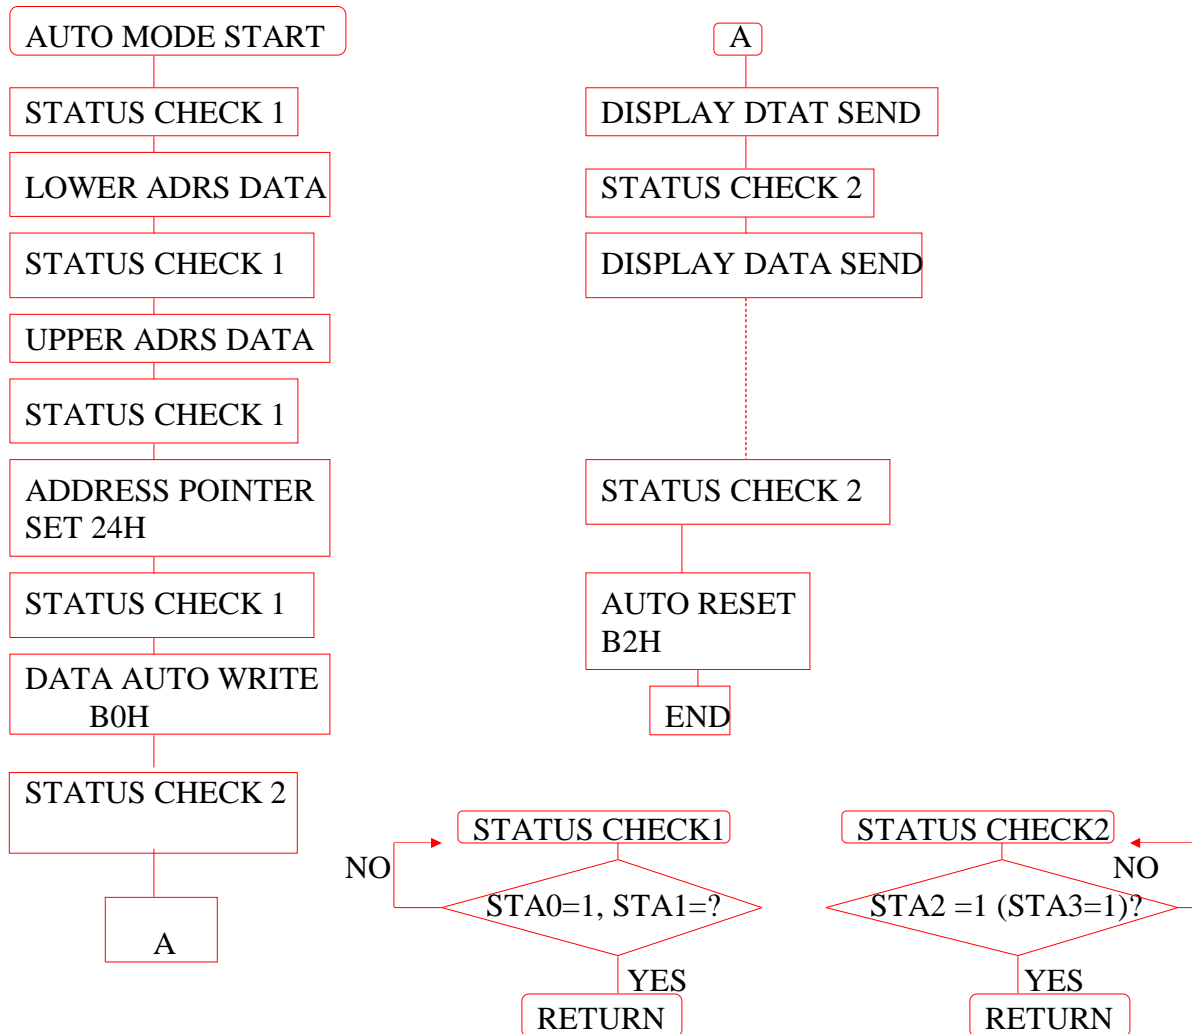 AUTO MODE START
STATUS CHECK 1
LOWER ADRS DATA
STATUS CHECK 1
UPPER ADRS DATA
STATUS CHECK 1
ADDRESS POINTER
SET 24H
STATUS CHECK 1
DATA AUTO WRITE
B0H
STATUS CHECK 2
A
A
DISPLAY DTAT SEND
STATUS CHECK 2
DISPLAY DATA SEND
STATUS CHECK 2
AUTO RESET
B2H
END
STATUS CHECK1
NO
STA0=1, STA1=?
YES
RETURN
STATUS CHECK2
NO
STA2 =1 (STA3=1)?
YES
RETURN